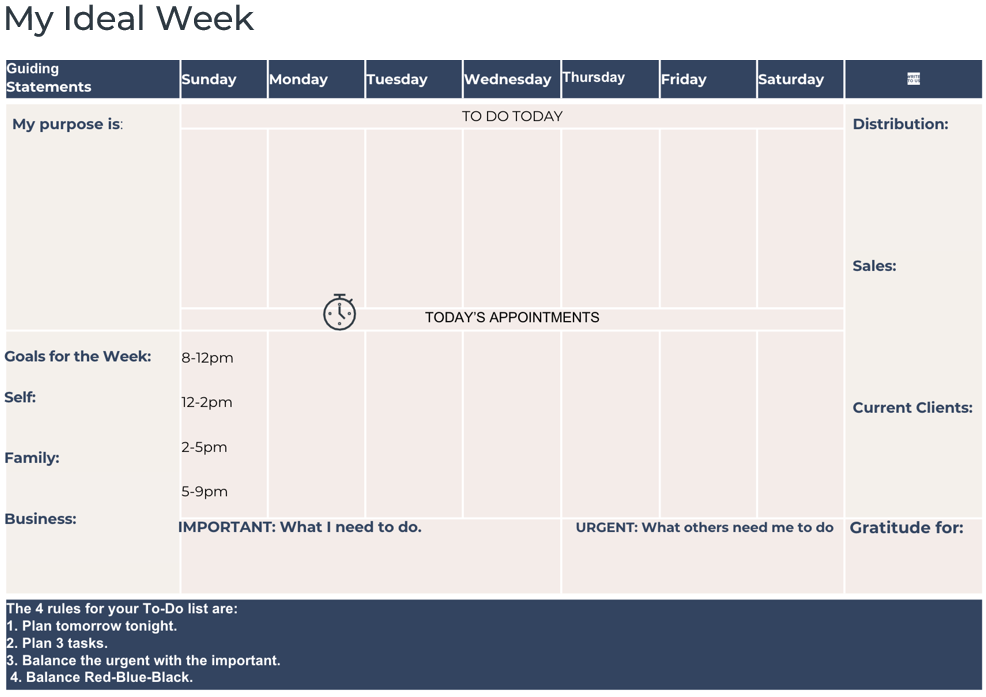 My Ideal Week
Guiding
Statements
Sunday
Monday
Tuesday
Wednesday
Thursday
Friday
Saturday
My purpose is:
TO DO TODAY
Distribution:
Sales:
TODAY'S APPOINTMENTS
Goals for the Week:
Self:
Family:
Business:
8-12pm
12-2pm
2-5pm
5-9pm
Current Clients:
IMPORTANT: What I need to do.
URGENT: What others need me to do
Gratitude for:
The 4 rules for your To-Do list are:
1. Plan tomorrow tonight.
2. Plan 3 tasks.
3. Balance the urgent with the important.
4. Balance Red-Blue-Black.